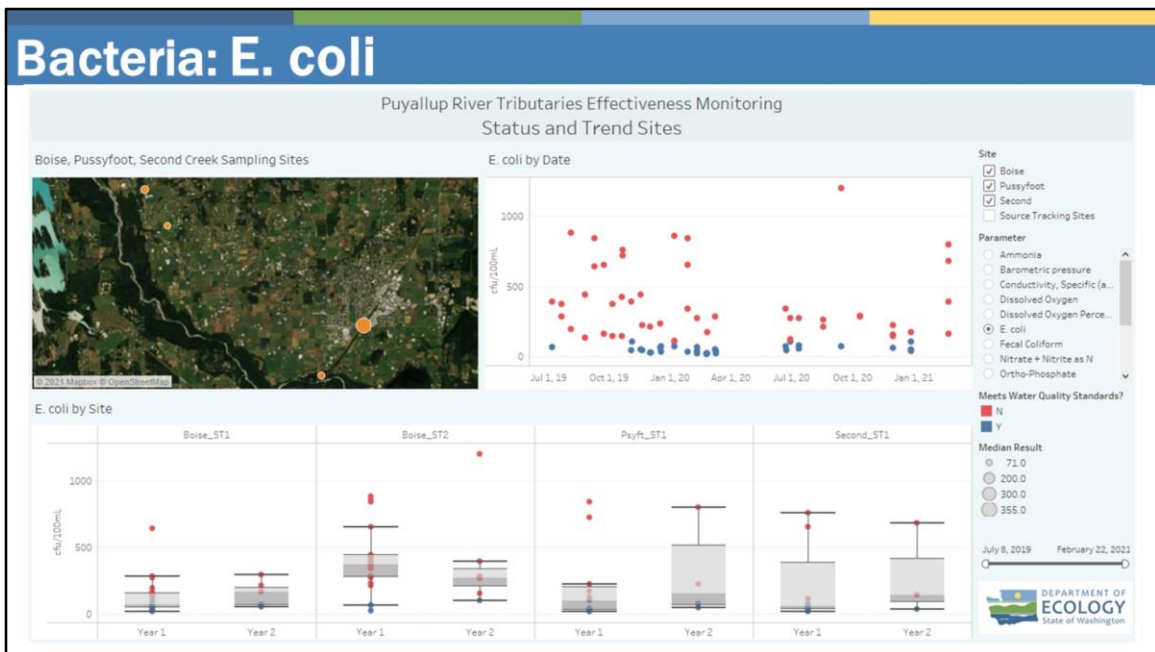 Bacteria: E. coli
Puyallup River Tributaries Effectiveness Monitoring
Status and Trend Sites
Boise, Pussyfoot, Second Creek Sampling Sites
© 2021 Mapbox © OpenStreetMap
E. coli by Date
cfu/100mL
1000
500
0
Jul 1, 19
Oct 1, 19
Jan 1, 20
Apr 1, 20
Jul 1, 20
Oct 1, 20
Jan 1, 21
Site
Boise
Pussyfoot
Second
Source Tracking Sites
Parameter
Ammonia
Barometric pressure
Conductivity, Specific (a...
Dissolved Oxygen
Dissolved Oxygen Perce...
E. coli
Fecal Coliform
Nitrate + Nitrite as N
Ortho-Phosphate
Meets Water Quality Standards?
N
Y
Median Result
71.0
200.0
300.0
355.0
July 8, 2019 February 22, 2021
E. coli by Site
Boise_ST1 Boise_ST2 Psyft_ST1 Second_ST1
cfu/100mL
1000
500
0
Year 1 Year 2 Year 1 Year 2 Year 1 Year 2 Year 1 Year 2
DEPARTMENT OF
ECOLOGY
State of Washington